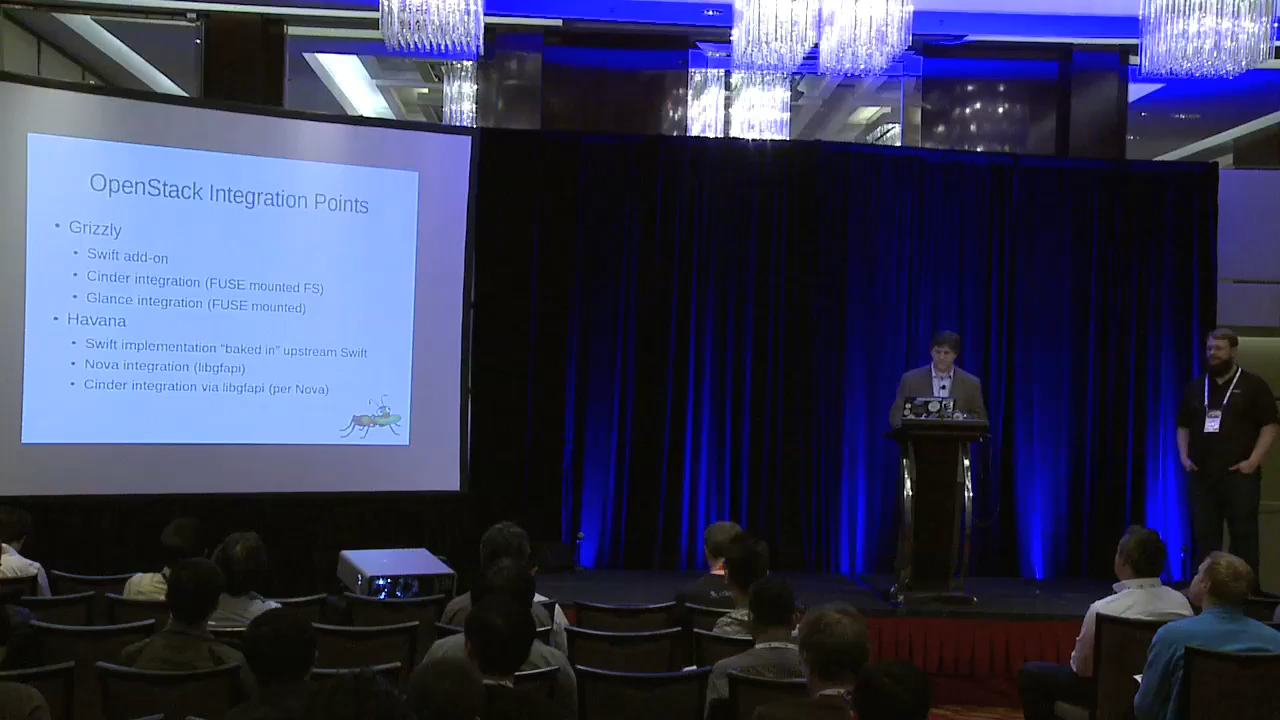 OpenStack Integration Points
• Grizzly
• Swift add-on
• Cinder integration (FUSE mounted FS)
• Glance integration (FUSE mounted)
• Havana
• Swift implementation “baked in” upstream Swift
• Nova integration (libgfapi)
• Cinder integration via libgfapi (per Nova)